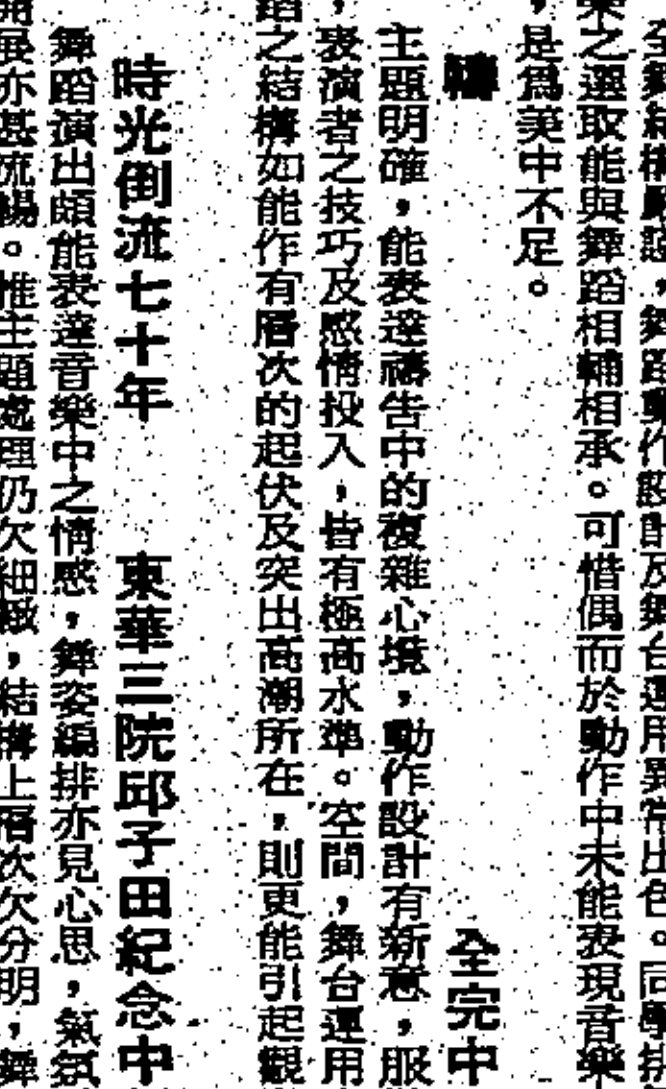 全舞結構嚴謹，舞蹈動作設計及舞台運用異常出色。同學技
樂之選取能與舞蹈相輔相承。可惜偶而於動作中未能表現音樂
，是爲美中不足。
禱 全完中
主題明確，能表達禱告中的複雜心境，動作設計有新意，服
，表演者之技巧及感情投入，皆有極高水準。空間，舞台運用
蹈之結構如能作有層次的起伏及突出高潮所在，則更能引起觀
時光倒流七十年 東華三院邱子田紀念中
舞蹈演出頗能表達音樂中之情感，舞姿編排亦見心思，氣氛
開展亦甚流暢。惟主題處理仍欠細緻，結構上層次欠分明，舞